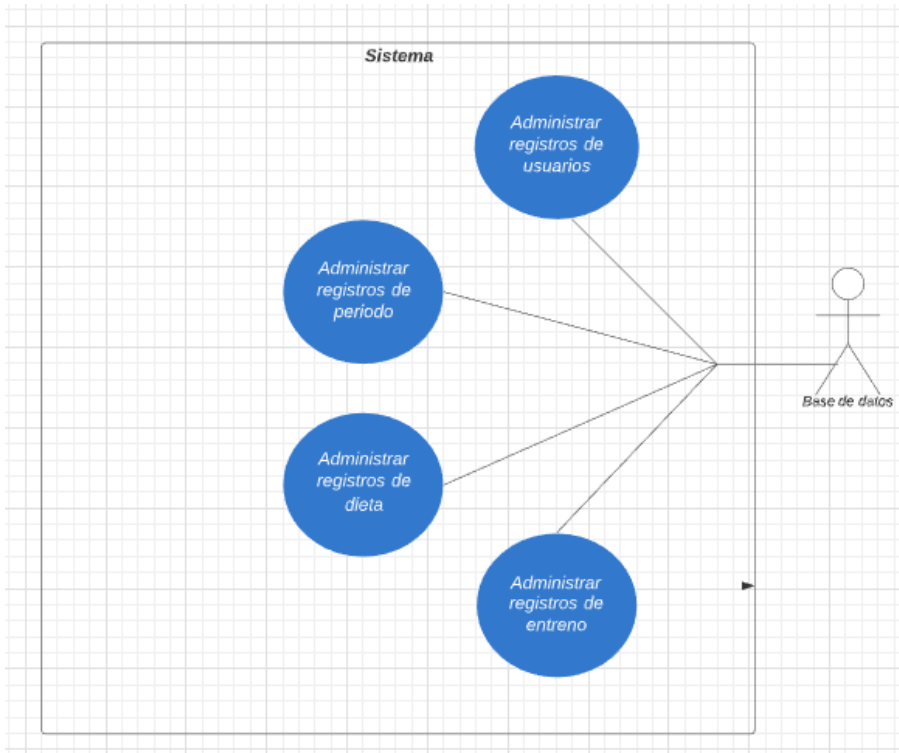 Sistema
Administrar
registros de
usuarios
Administrar
registros de
periodo
Administrar
registros de
dieta
Administrar
registros de
entreno
Base de datos